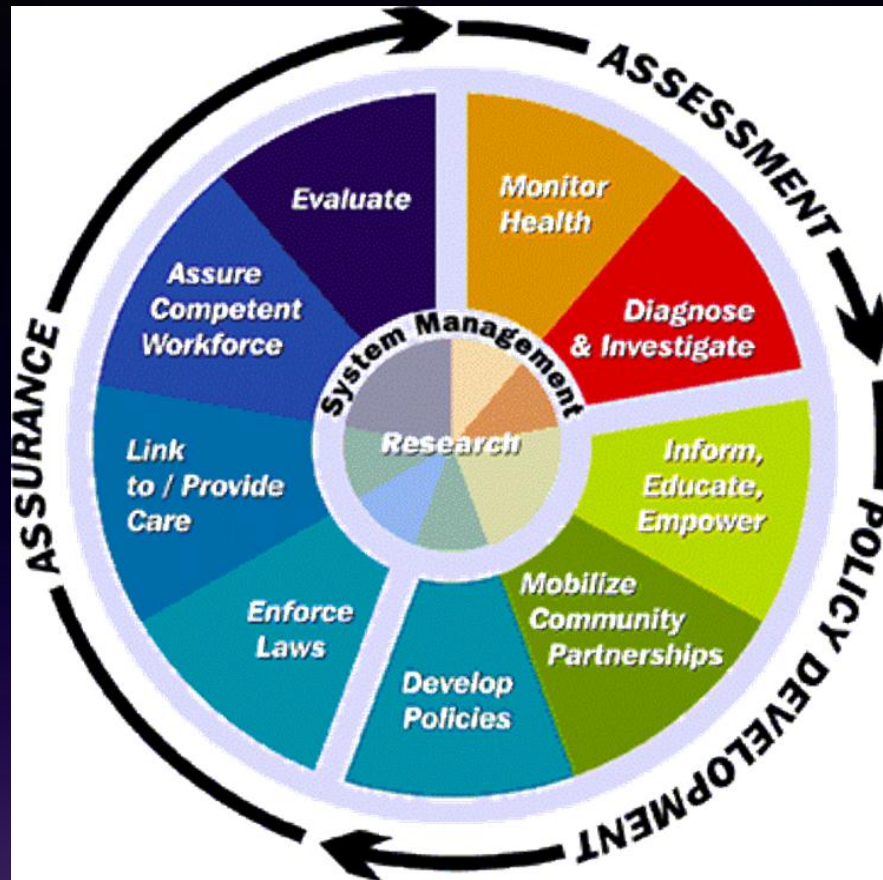 ASSESSMENT
POLICY DEVELOPMENT
ASSURANCE
Monitor
Health
Diagnose
& Investigate
Inform,
Educate,
Empower
Mobilize
Community
Partnerships
Develop
Policies
Enforce
Laws
Link
to / Provide
Care
Assure
Competent
Workforce
Evaluate
System Management
Research